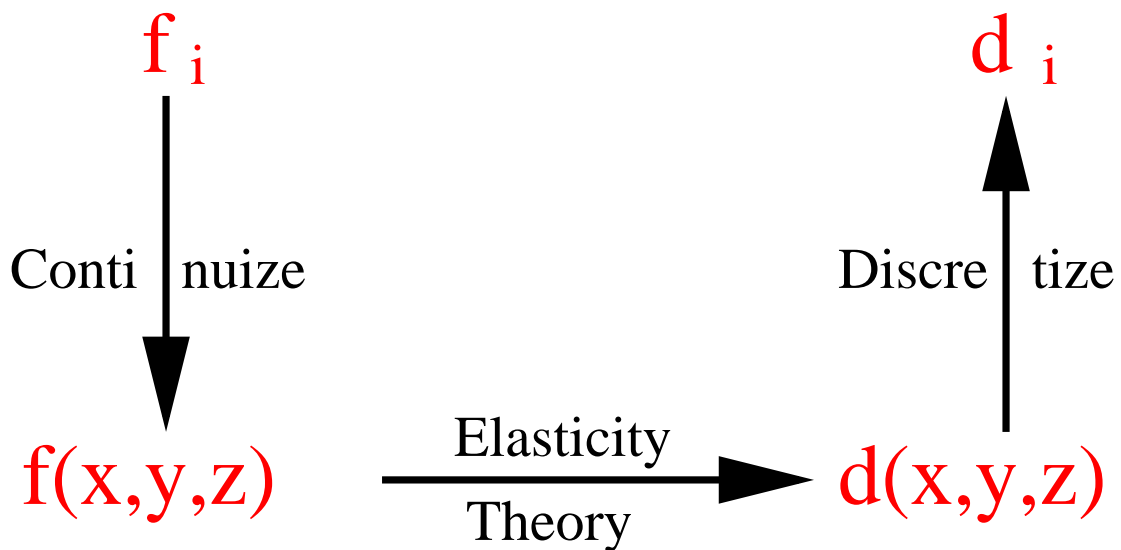 f i d i
Conti nuize Discre tize
Elasticity
f(x,y,z) d(x,y,z)
Theory